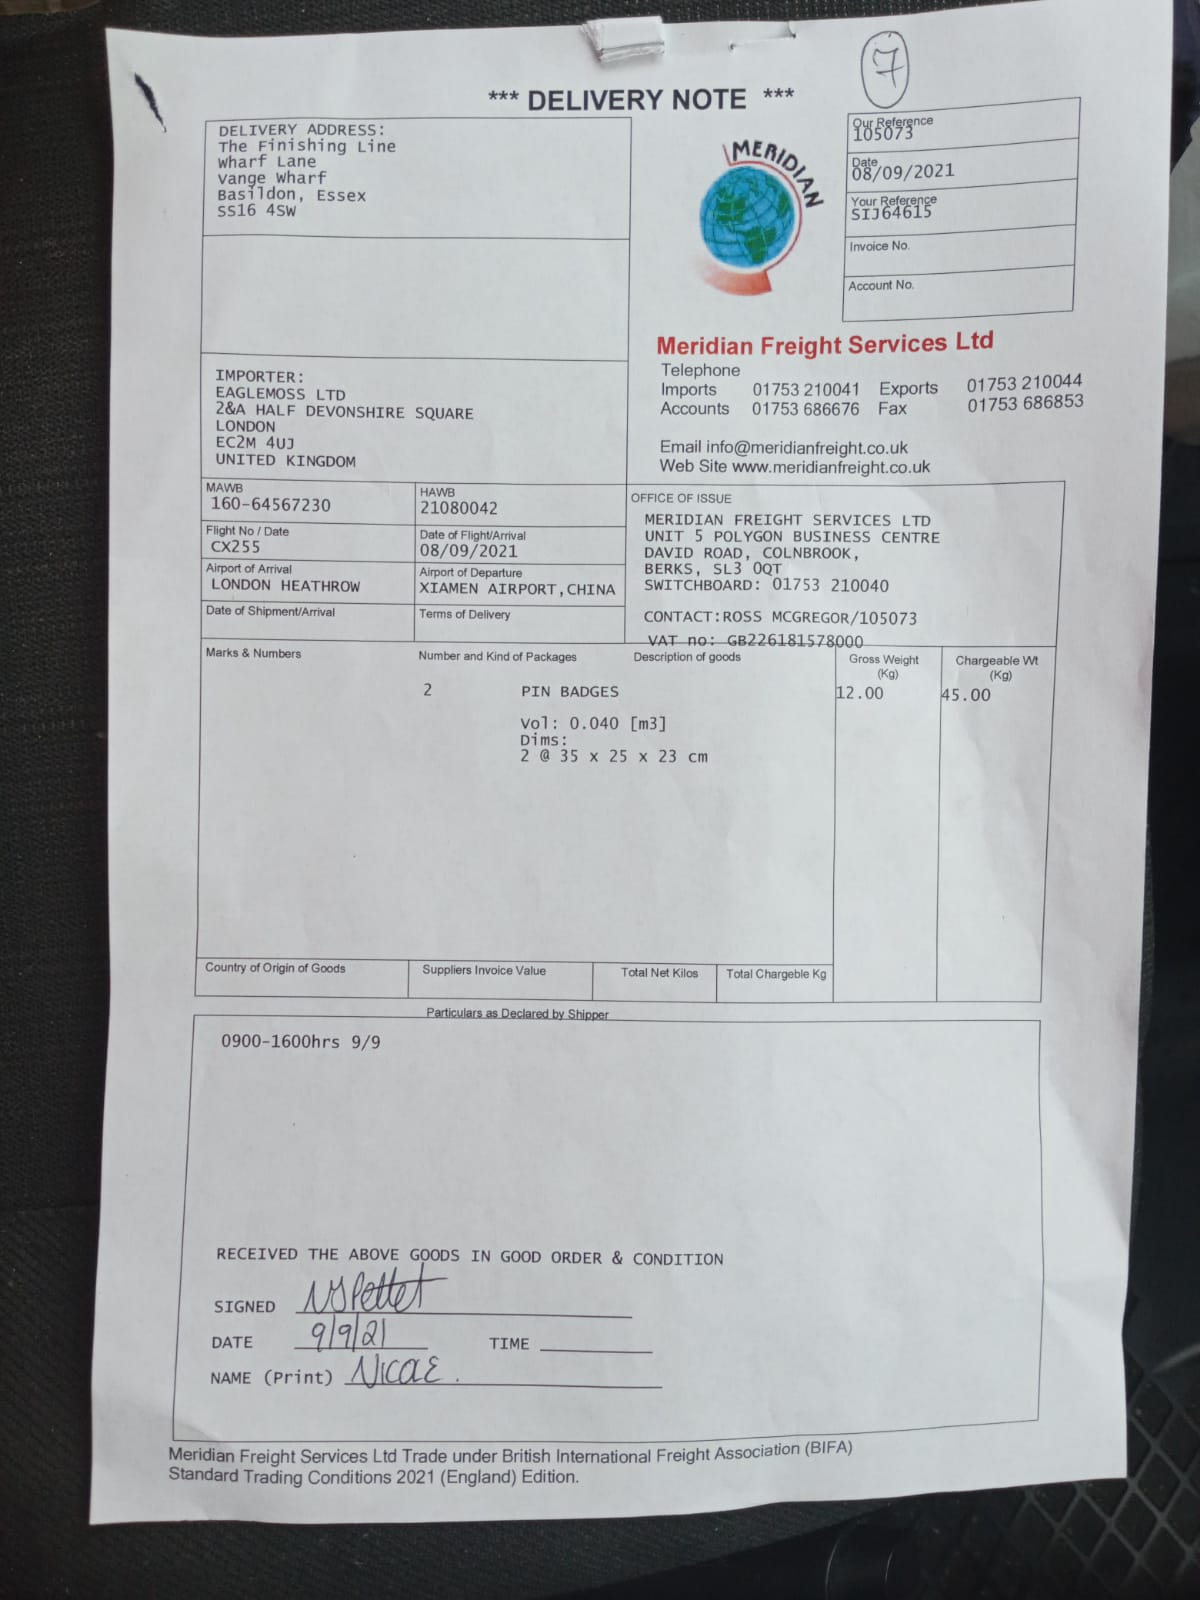 7
*** DELIVERY NOTE ***
DELIVERY ADDRESS:
The Finishing Line
Wharf Lane
Vange Wharf
Basildon, Essex
SS16 4SW
MERIDIAN
Our Reference
105073
Date
08/09/2021
Your Reference
SIJ64615
Invoice No.
Account No.
Meridian Freight Services Ltd
Telephone
Imports 01753 210041 Exports 01753 210044
Accounts 01753 686676 Fax 01753 686853
Email info@meridianfreight.co.uk
Web Site www.meridianfreight.co.uk
IMPORTER:
EAGLEMOSS LTD
2&A HALF DEVONSHIRE SQUARE
LONDON
EC2M 4UJ
UNITED KINGDOM
MAWB
160-64567230
HAWB
21080042
Flight No / Date
CX255
Date of Flight/Arrival
08/09/2021
Airport of Arrival
LONDON HEATHROW
Airport of Departure
XIAMEN AIRPORT,CHINA
Date of Shipment/Arrival
Terms of Delivery
OFFICE OF ISSUE
MERIDIAN FREIGHT SERVICES LTD
UNIT 5 POLYGON BUSINESS CENTRE
DAVID ROAD, COLNBROOK,
BERKS, SL3 0QT
SWITCHBOARD: 01753 210040
CONTACT:ROSS MCGREGOR/105073
VAT no: GB226181578000
Marks & Numbers Number and Kind of Packages Description of goods Gross Weight (Kg) Chargeable Wt (Kg)
2 PIN BADGES 12.00 45.00
Vol: 0.040 [m3]
Dims:
2 @ 35 x 25 x 23 cm
Country of Origin of Goods Suppliers Invoice Value Total Net Kilos Total Chargeble Kg
Particulars as Declared by Shipper
0900-1600hrs 9/9
RECEIVED THE ABOVE GOODS IN GOOD ORDER & CONDITION
SIGNED
DATE 9/9/21 TIME
NAME (Print)
Meridian Freight Services Ltd Trade under British International Freight Association (BIFA)
Standard Trading Conditions 2021 (England) Edition.